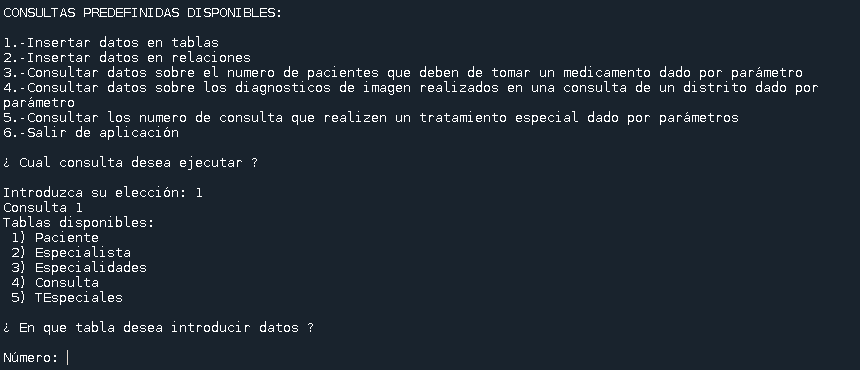 CONSULTAS PREDEFINIDAS DISPONIBLES:
1.-Insertar datos en tablas
2.-Insertar datos en relaciones
3.-Consultar datos sobre el numero de pacientes que deben de tomar un medicamento dado por parámetro
4.-Consultar datos sobre los diagnosticos de imagen realizados en una consulta de un distrito dado por
parámetro
5.-Consultar los numero de consulta que realizen un tratamiento especial dado por parámetros
6.-Salir de aplicación
¿ Cual consulta desea ejecutar ?
Introduzca su elección: 1
Consulta 1
Tablas disponibles:
1) Paciente
2) Especialista
3) Especialidades
4) Consulta
5) TEspeciales
¿ En que tabla desea introducir datos ?
Número: